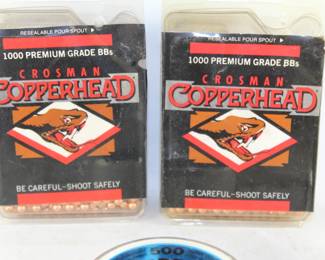 RESEALABLE POUR SPOUT
1000 PREMIUM GRADE BBs
CROSMAN
COPPERHEAD
BE CAREFUL-SHOOT SAFELY
RESEALABLE POUR SPOUT
1000 PREMIUM GRADE BBs
CROSMAN
COPPERHEAD
BE CAREFUL-SHOOT SAFELY
500